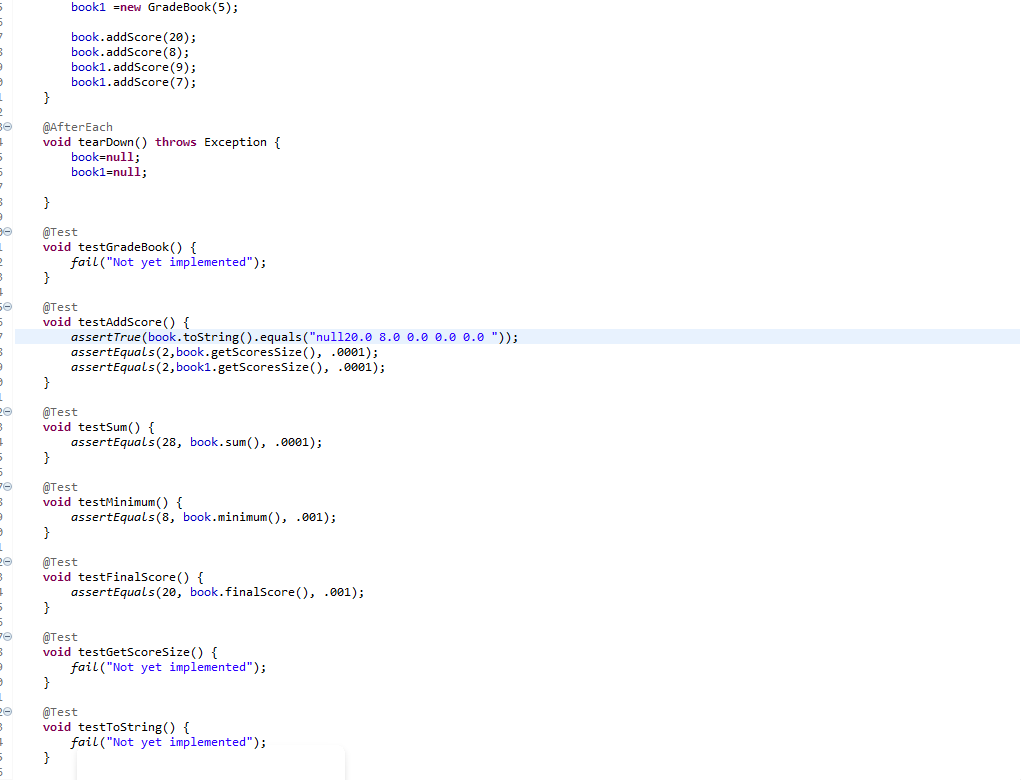 book1 =new GradeBook(5);
book.addScore(20);
book.addScore(8);
book1.addScore(9);
book1.addScore(7);
}
@AfterEach
void tearDown() throws Exception {
book=null;
book1=null;
}
@Test
void testGradeBook() {
fail("Not yet implemented");
}
@Test
void testAddScore() {
assertTrue(book.toString().equals("null20.0 8.0 0.0 0.0 0.0 "));
assertEquals(2,book.getScoresSize(), .0001);
assertEquals(2,book1.getScoresSize(), .0001);
}
@Test
void testSum() {
assertEquals(28, book.sum(), .0001);
}
@Test
void testMinimum() {
assertEquals(8, book.minimum(), .001);
}
@Test
void testFinalScore() {
assertEquals(20, book.finalScore(), .001);
}
@Test
void testGetScoreSize() {
fail("Not yet implemented");
}
@Test
void testToString() {
fail("Not yet implemented");
}